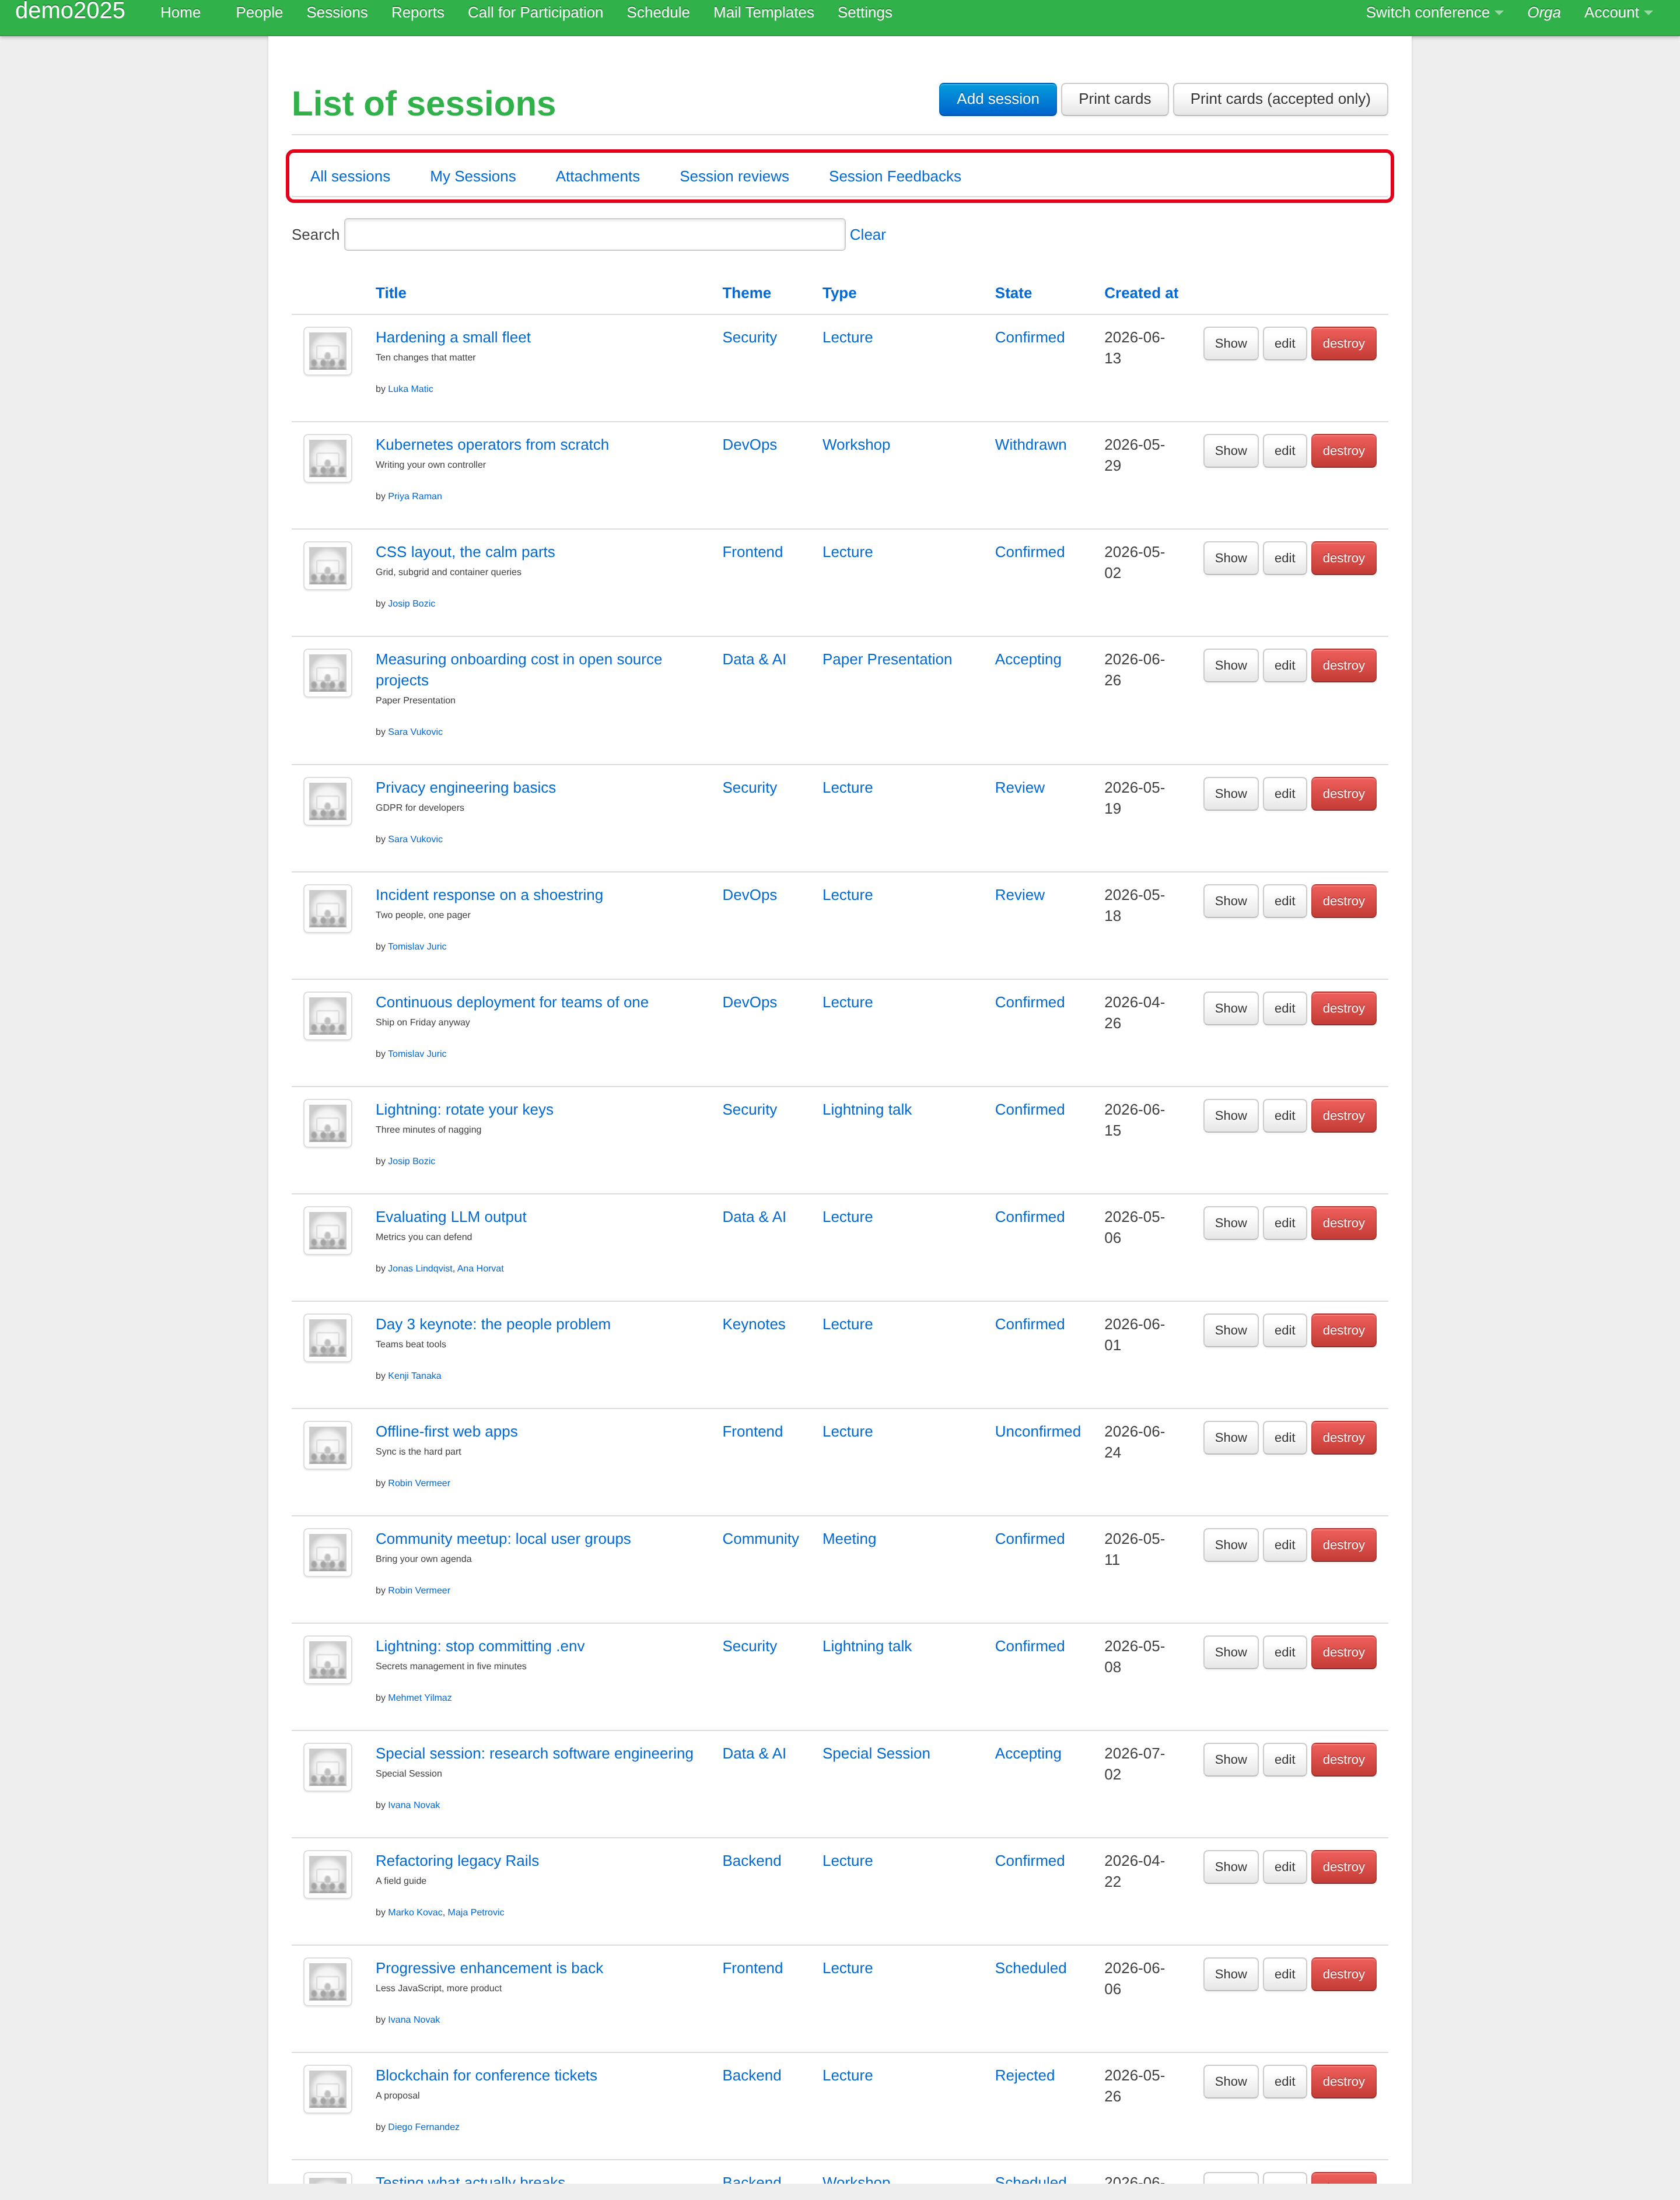 demo2025 Home People Sessions Reports Call for Participation Schedule Mail Templates Settings Switch conference Orga Account
List of sessions Add session Print cards Print cards (accepted only)
All sessions My Sessions Attachments Session reviews Session Feedbacks
Search Clear
Title Theme Type State Created at
Hardening a small fleet Security Lecture Confirmed 2026-06- Show edit destroy
Ten changes that matter 13
by Luka Matic
Kubernetes operators from scratch DevOps Workshop Withdrawn 2026-05- Show edit destroy
Writing your own controller 29
by Priya Raman
CSS layout, the calm parts Frontend Lecture Confirmed 2026-05- Show edit destroy
Grid, subgrid and container queries 02
by Josip Bozic
Measuring onboarding cost in open source Data & AI Paper Presentation Accepting 2026-06- Show edit destroy
projects 26
Paper Presentation
by Sara Vukovic
Privacy engineering basics Security Lecture Review 2026-05- Show edit destroy
GDPR for developers 19
by Sara Vukovic
Incident response on a shoestring DevOps Lecture Review 2026-05- Show edit destroy
Two people, one pager 18
by Tomislav Juric
Continuous deployment for teams of one DevOps Lecture Confirmed 2026-04- Show edit destroy
Ship on Friday anyway 26
by Tomislav Juric
Lightning: rotate your keys Security Lightning talk Confirmed 2026-06- Show edit destroy
Three minutes of nagging 15
by Josip Bozic
Evaluating LLM output Data & AI Lecture Confirmed 2026-05- Show edit destroy
Metrics you can defend 06
by Jonas Lindqvist, Ana Horvat
Day 3 keynote: the people problem Keynotes Lecture Confirmed 2026-06- Show edit destroy
Teams beat tools 01
by Kenji Tanaka
Offline-first web apps Frontend Lecture Unconfirmed 2026-06- Show edit destroy
Sync is the hard part 24
by Robin Vermeer
Community meetup: local user groups Community Meeting Confirmed 2026-05- Show edit destroy
Bring your own agenda 11
by Robin Vermeer
Lightning: stop committing .env Security Lightning talk Confirmed 2026-05- Show edit destroy
Secrets management in five minutes 08
by Mehmet Yilmaz
Special session: research software engineering Data & AI Special Session Accepting 2026-07- Show edit destroy
Special Session 02
by Ivana Novak
Refactoring legacy Rails Backend Lecture Confirmed 2026-04- Show edit destroy
A field guide 22
by Marko Kovac, Maja Petrovic
Progressive enhancement is back Frontend Lecture Scheduled 2026-06- Show edit destroy
Less JavaScript, more product 06
by Ivana Novak
Blockchain for conference tickets Backend Lecture Rejected 2026-05- Show edit destroy
A proposal 26
by Diego Fernandez
Testing what actually breaks Backend Workshop Scheduled 2026-06-